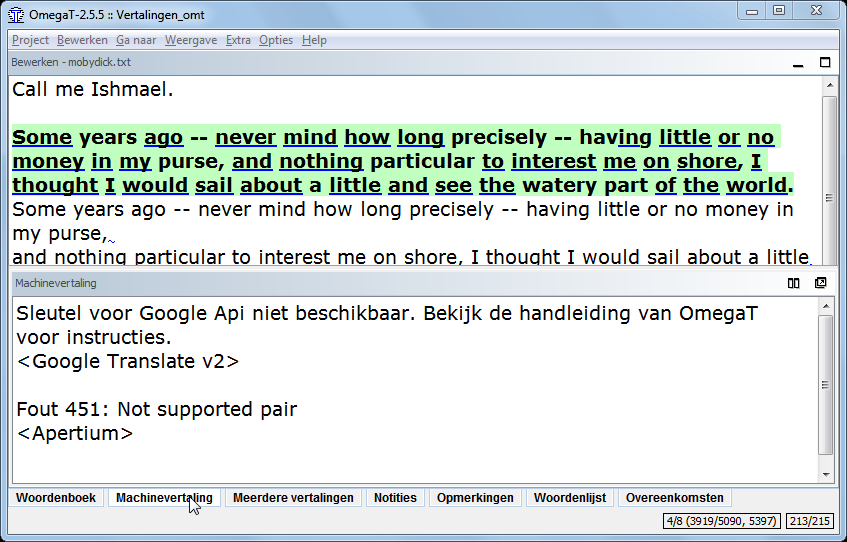 OmegaT-2.5.5 :: Vertalingen_omt
Project Bewerken Ga naar Weergave Extra Opties Help
Bewerken - mobydick.txt
Call me Ishmael.
Some years ago -- never mind how long precisely -- having little or no
money in my purse, and nothing particular to interest me on shore, I
thought I would sail about a little and see the watery part of the world.
Some years ago -- never mind how long precisely -- having little or no money in
my purse,
and nothing particular to interest me on shore, I thought I would sail about a little
Machinevertaling
Sleutel voor Google Api niet beschikbaar. Bekijk de handleiding van OmegaT
voor instructies.
<Google Translate v2>
Fout 451: Not supported pair
<Apertium>
Woordenboek Machinevertaling Meerdere vertalingen Notities Opmerkingen Woordenlijst Overeenkomsten
4/8 (3919/5090, 5397) 213/215